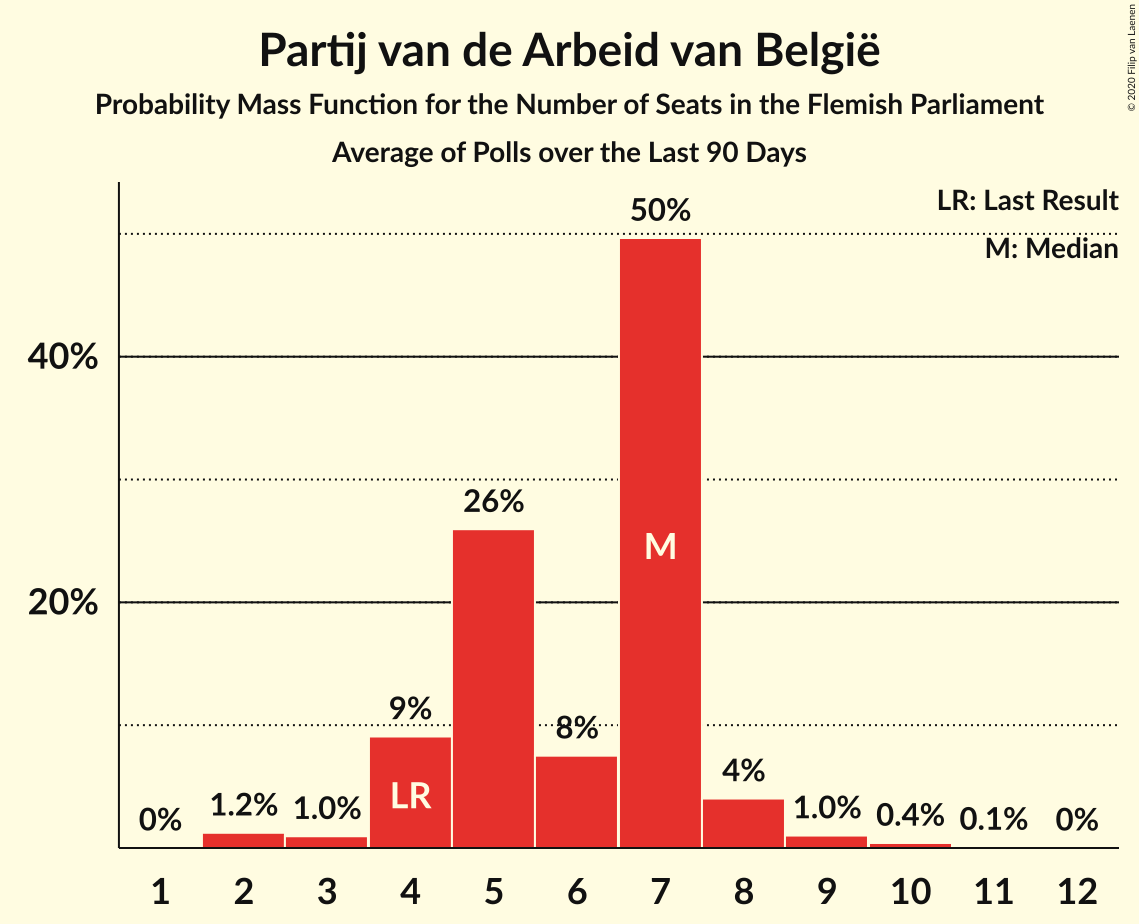 Partij van de Arbeid van België
Probability Mass Function for the Number of Seats in the Flemish Parliament
Average of Polls over the Last 90 Days
© 2020 Filip van Laenen
LR: Last Result
M: Median
50%
40%
26%
M
20%
9%
8%
4%
LR
0%
1.2%
1.0%
1.0%
0.4%
0.1%
0%
1 2 3 4 5 6 7 8 9 10 11 12